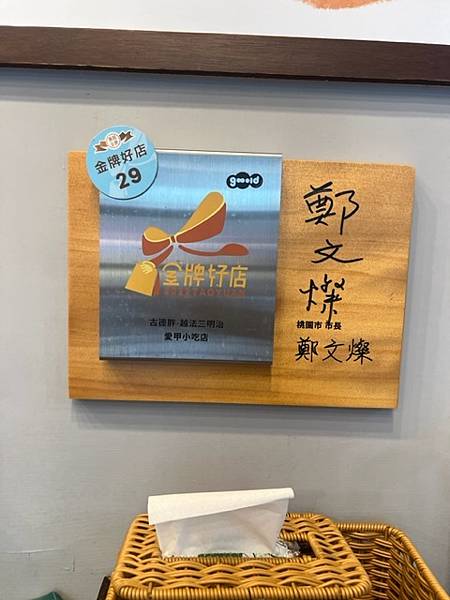 金牌好店
29
goold
金牌好店
古德胖-越法三明治
愛甲小吃店
鄭文燦
桃園市 市長
鄭文燦